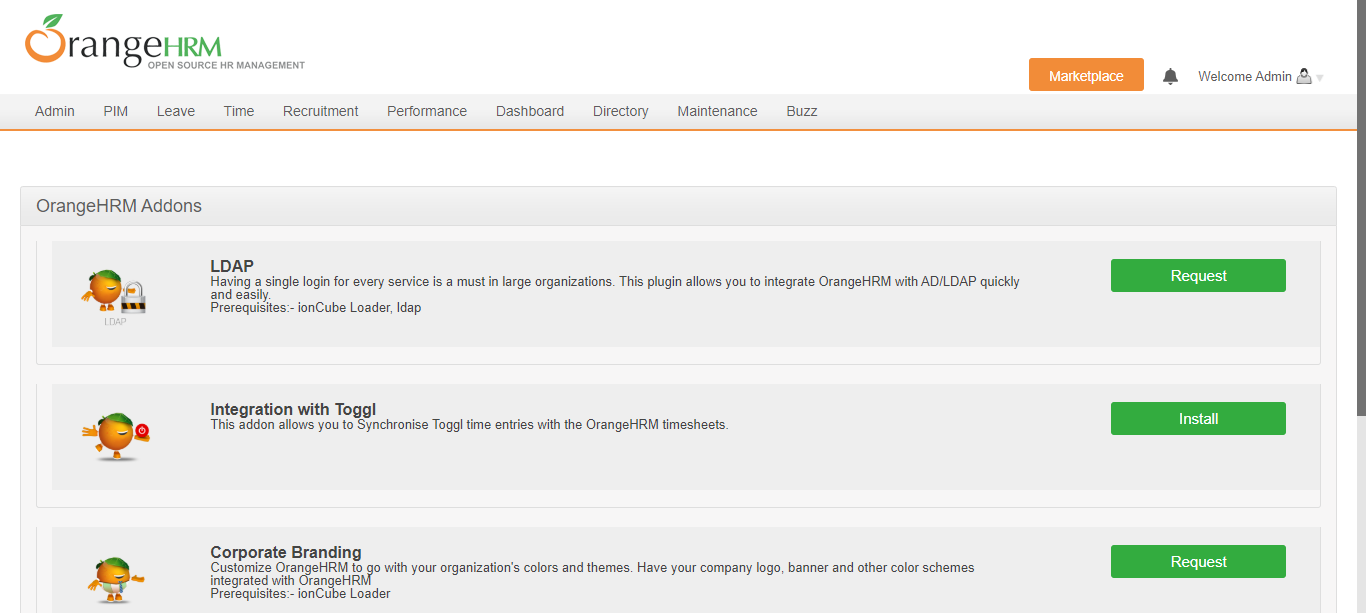 OrangeHRM
OPEN SOURCE HR MANAGEMENT
Marketplace
Welcome Admin
Admin PIM Leave Time Recruitment Performance Dashboard Directory Maintenance Buzz
OrangeHRM Addons
LDAP
LDAP
Having a single login for every service is a must in large organizations. This plugin allows you to integrate OrangeHRM with AD/LDAP quickly
and easily.
Prerequisites:- ionCube Loader, ldap
Request
Integration with Toggl
This addon allows you to Synchronise Toggl time entries with the OrangeHRM timesheets.
Install
Corporate Branding
Customize OrangeHRM to go with your organization's colors and themes. Have your company logo, banner and other color schemes
integrated with OrangeHRM
Prerequisites:- ionCube Loader
Request